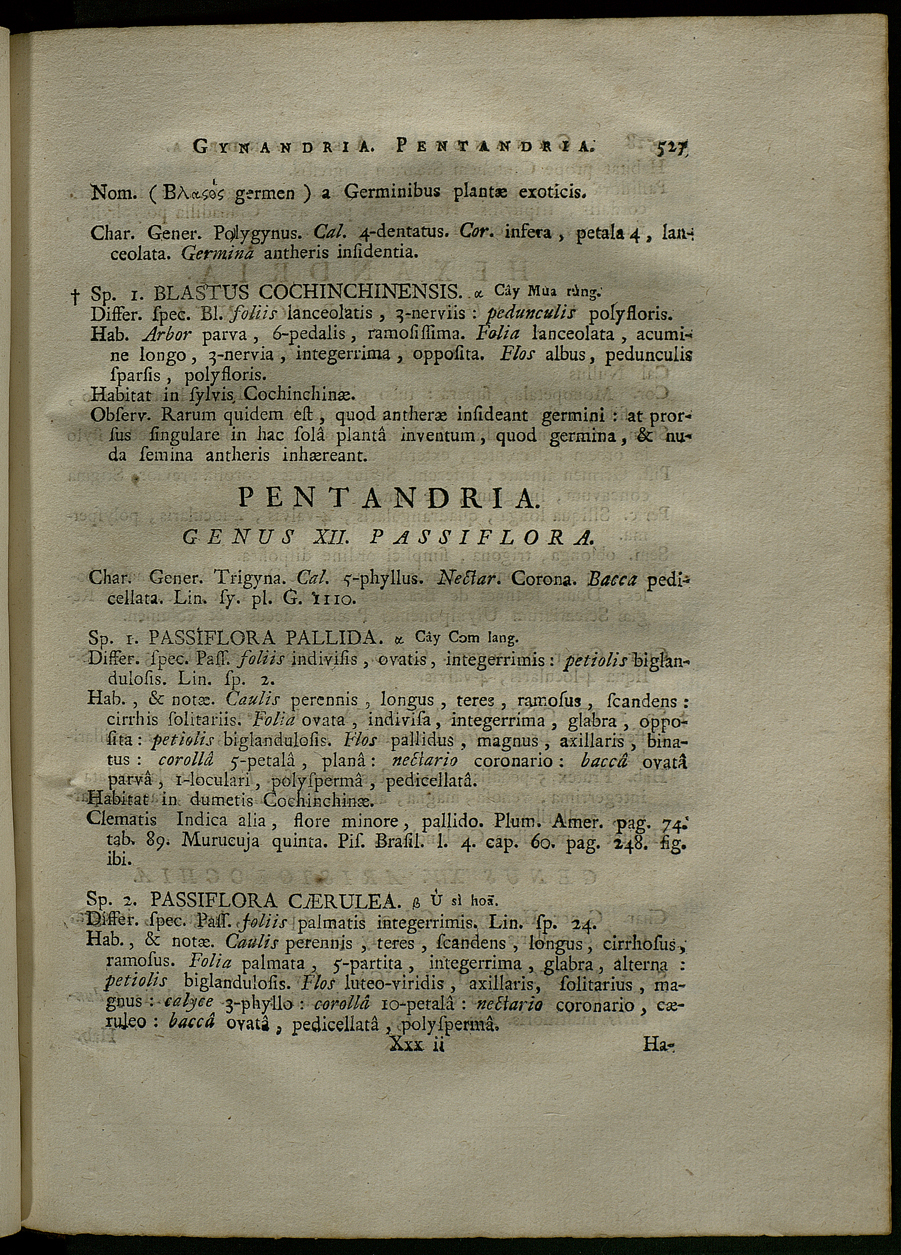 GYNANDRIA. PENTANDRIA. 527
Nom. ( Βλαϛός germen ) a Germinibus plantæ exoticis.
Char. Gener. Polygynus. Cal. 4-dentatus. Cor. infera, petala 4, lan-
ceolata. Germina antheris inſidentia.
† Sp. 1. BLASTUS COCHINCHINENSIS. α Cây Mua rừng.
Differ. ſpec. Bl. foliis lanceolatis, 3-nerviis : pedunculis polyfloris.
Hab. Arbor parva, 6-pedalis, ramoſiſſima. Folia lanceolata, acumi-
ne longo, 3-nervia, integerrima, oppoſita. Flos albus, pedunculis
ſparſis, polyfloris.
Habitat in ſylvis Cochinchinæ.
Obſerv. Rarum quidem eſt, quod antheræ inſideant germini : at pror-
ſus ſingulare in hac ſolâ plantâ inventum, quod germina, & nu-
da ſemina antheris inhæreant.
PENTANDRIA.
GENUS XII. PASSIFLORA.
Char. Gener. Trigyna. Cal. 5-phyllus. Nectar. Corona. Bacca pedi-
cellata. Lin. ſy. pl. G. 1110.
Sp. 1. PASSIFLORA PALLIDA. α Cây Com lang.
Differ. ſpec. Paſſ. foliis indiviſis, ovatis, integerrimis : petiolis biglan-
duloſis. Lin. ſp. 2.
Hab., & notæ. Caulis perennis, longus, teres, ramoſus, ſcandens :
cirrhis ſolitariis. Folia ovata, indiviſa, integerrima, glabra, oppo-
ſita : petiolis biglanduloſis. Flos pallidus, magnus, axillaris, bina-
tus : corollâ 5-petalâ, planâ : nectario coronario : baccâ ovatâ
parvâ, 1-loculari, polyſpermâ, pedicellatâ.
Habitat in dumetis Cochinchinæ.
Clematis Indica alia, flore minore, pallido. Plum. Amer. pag. 74.
tab. 89. Murucuja quinta. Piſ. Braſil. l. 4. cap. 60. pag. 248. fig.
ibi.
Sp. 2. PASSIFLORA CÆRULEA. β U sì hoa.
Differ. ſpec. Paſſ. foliis palmatis integerrimis. Lin. ſp. 24.
Hab., & notæ. Caulis perennis, teres, ſcandens, longus, cirrhoſus,
ramoſus. Folia palmata, 5-partita, integerrima, glabra, alterna :
petiolis biglanduloſis. Flos luteo-viridis, axillaris, ſolitarius, ma-
gnus : calyce 3-phyllo : corollâ 10-petalâ : nectario coronario, cæ-
ruleo : baccâ ovatâ, pedicellatâ, polyſpermâ.
Xxx ii Ha-